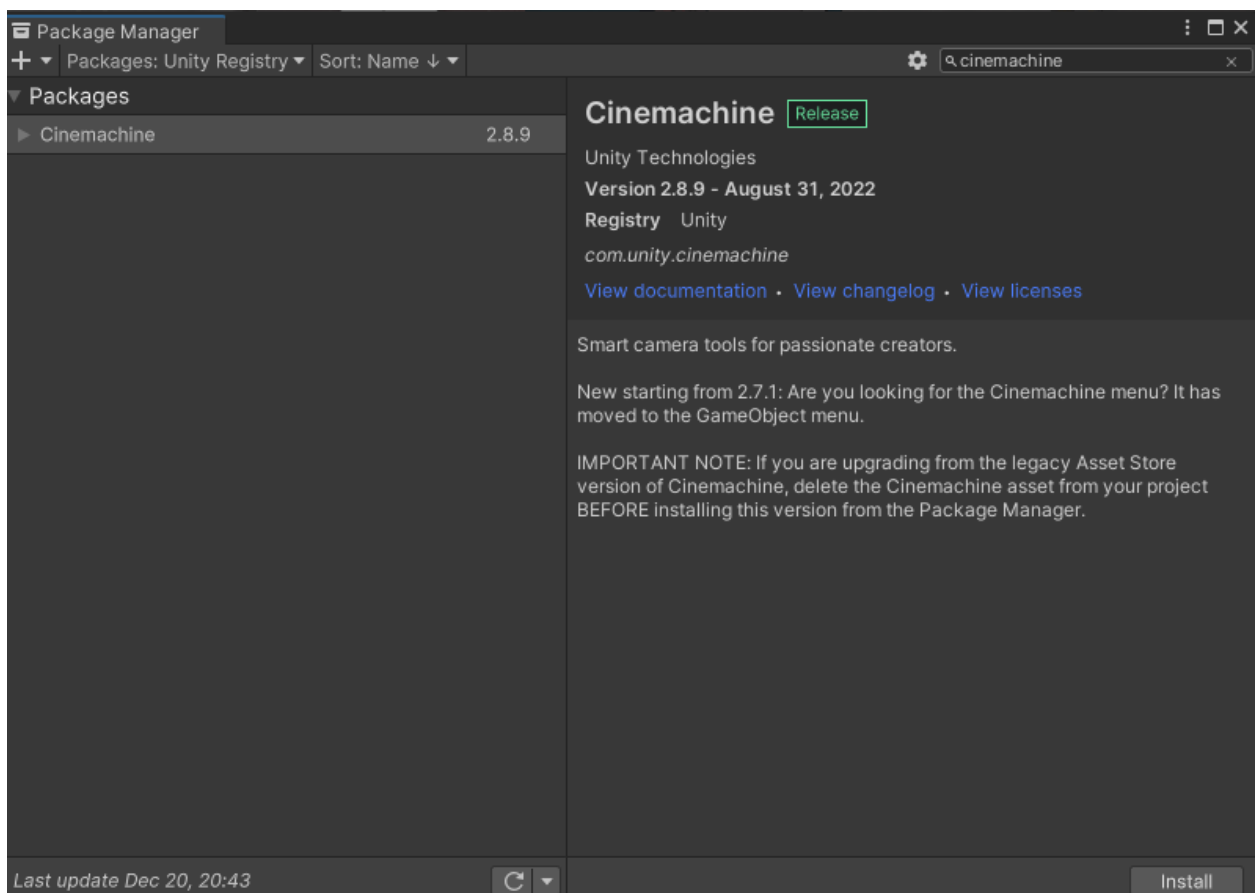 Package Manager
Packages: Unity Registry
Sort: Name ↓
cinemachine
Packages
Cinemachine 2.8.9
Cinemachine Release
Unity Technologies
Version 2.8.9 - August 31, 2022
Registry Unity
com.unity.cinemachine
View documentation • View changelog • View licenses
Smart camera tools for passionate creators.
New starting from 2.7.1: Are you looking for the Cinemachine menu? It has
moved to the GameObject menu.
IMPORTANT NOTE: If you are upgrading from the legacy Asset Store
version of Cinemachine, delete the Cinemachine asset from your project
BEFORE installing this version from the Package Manager.
Last update Dec 20, 20:43
Install